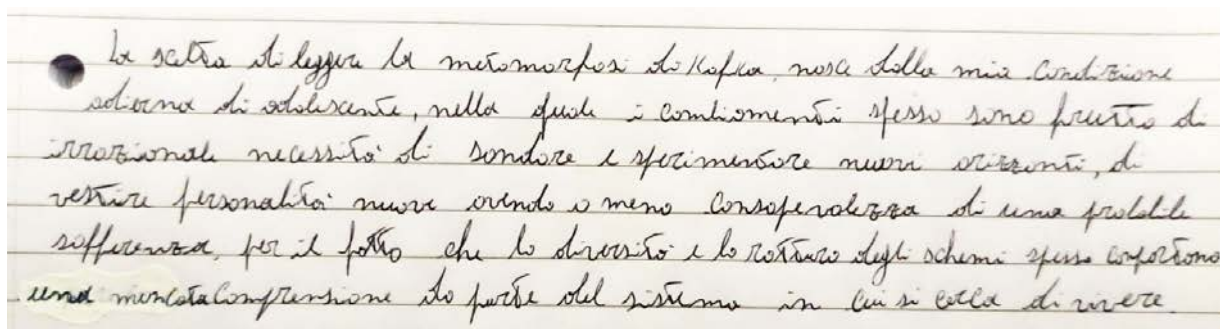 La scelta di leggere la metamorfosi di Kafka, nasce dalla mia condizione
odierna di adolescente, nella quale i cambiamenti spesso sono frutto di
irrazionale necessità di sondare e sperimentare nuovi orizzonti, di
vestire personalità nuove avendo o meno consapevolezza di una probabile
sofferenza, per il fatto che la diversità e la rottura degli schemi spesso comportano
una mancata comprensione da parte del sistema in cui si cerca di vivere.